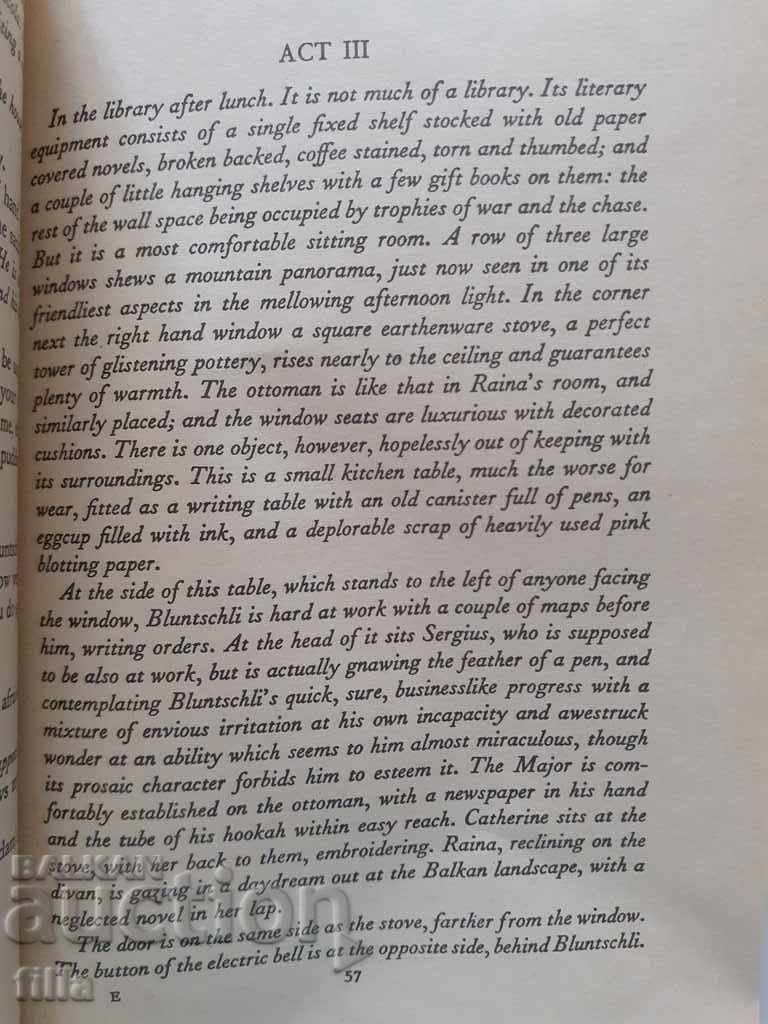 ACT III
In the library after lunch. It is not much of a library. Its literary
equipment consists of a single fixed shelf stocked with old paper
covered novels, broken backed, coffee stained, torn and thumbed; and
a couple of little hanging shelves with a few gift books on them: the
rest of the wall space being occupied by trophies of war and the chase.
But it is a most comfortable sitting room. A row of three large
windows shews a mountain panorama, just now seen in one of its
friendliest aspects in the mellowing afternoon light. In the corner
next the right hand window a square earthenware stove, a perfect
tower of glistening pottery, rises nearly to the ceiling and guarantees
plenty of warmth. The ottoman is like that in Raina's room, and
similarly placed; and the window seats are luxurious with decorated
cushions. There is one object, however, hopelessly out of keeping with
its surroundings. This is a small kitchen table, much the worse for
wear, fitted as a writing table with an old canister full of pens, an
eggcup filled with ink, and a deplorable scrap of heavily used pink
blotting paper.
At the side of this table, which stands to the left of anyone facing
the window, Bluntschli is hard at work with a couple of maps before
him, writing orders. At the head of it sits Sergius, who is supposed
to be also at work, but is actually gnawing the feather of a pen, and
contemplating Bluntschli's quick, sure, businesslike progress with a
mixture of envious irritation at his own incapacity and awestruck
wonder at an ability which seems to him almost miraculous, though
its prosaic character forbids him to esteem it. The Major is com-
fortably established on the ottoman, with a newspaper in his hand
and the tube of his hookah within easy reach. Catherine sits at the
stove, with her back to them, embroidering. Raina, reclining on the
divan, is gazing in a daydream out at the Balkan landscape, with a
neglected novel in her lap.
The door is on the same side as the stove, farther from the window.
The button of the electric bell is at the opposite side, behind Bluntschli.
57
E
BALKAN
auction
filla